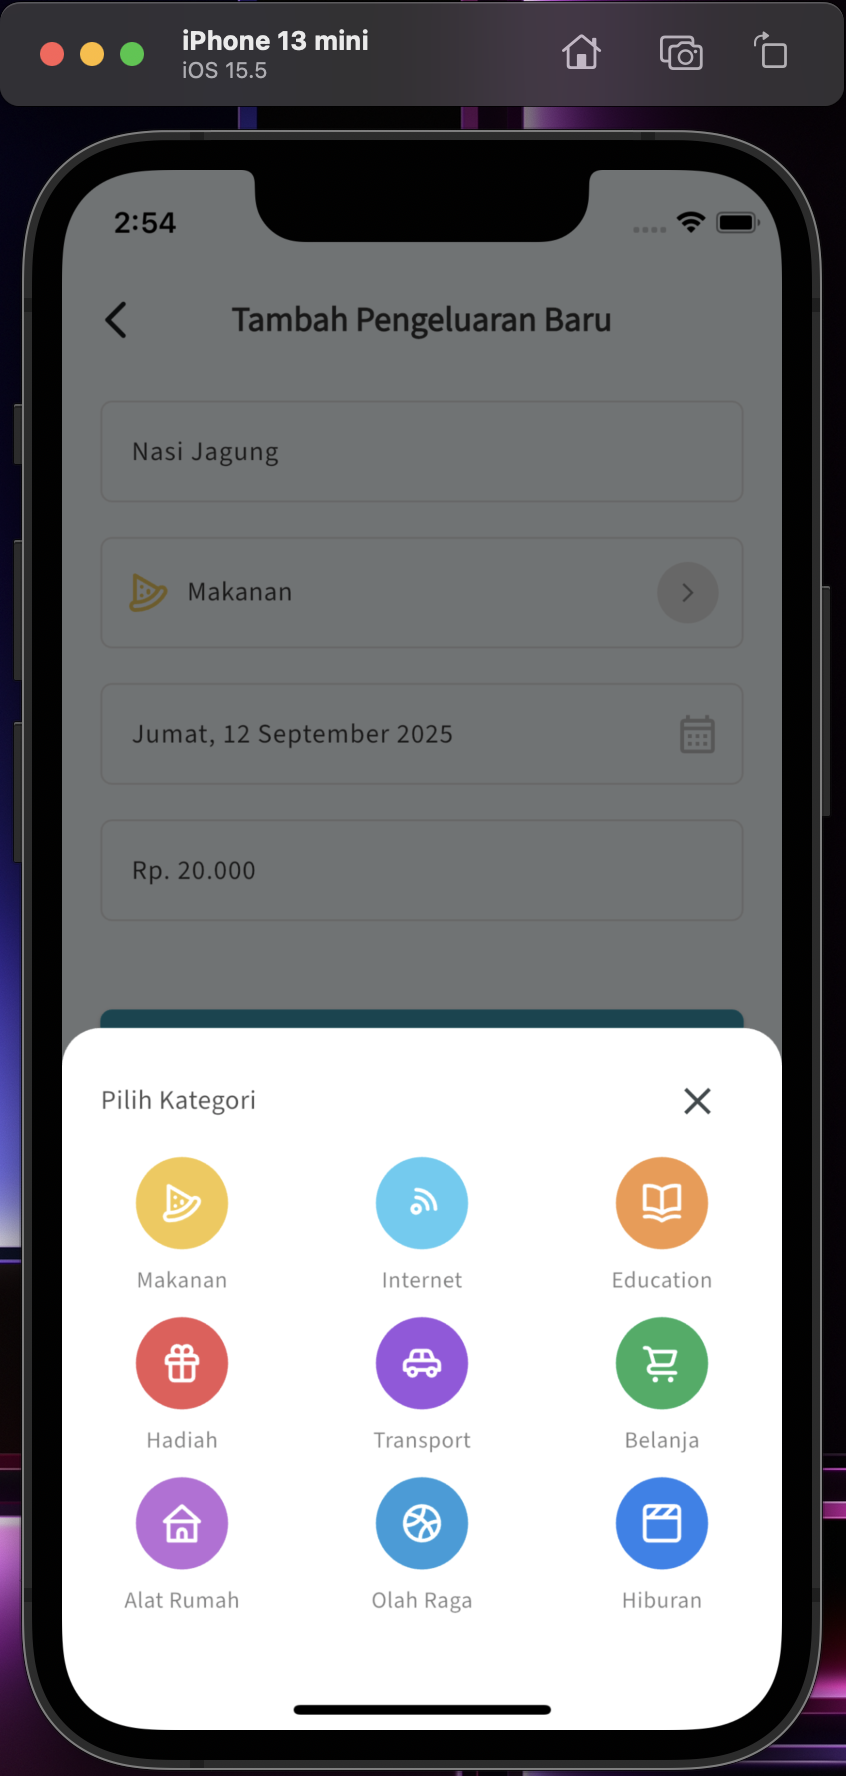 iPhone 13 mini
iOS 15.5
2:54
Tambah Pengeluaran Baru
Nasi Jagung
Makanan
Jumat, 12 September 2025
Rp. 20.000
Pilih Kategori
Makanan
Internet
Education
Hadiah
Transport
Belanja
Alat Rumah
Olah Raga
Hiburan